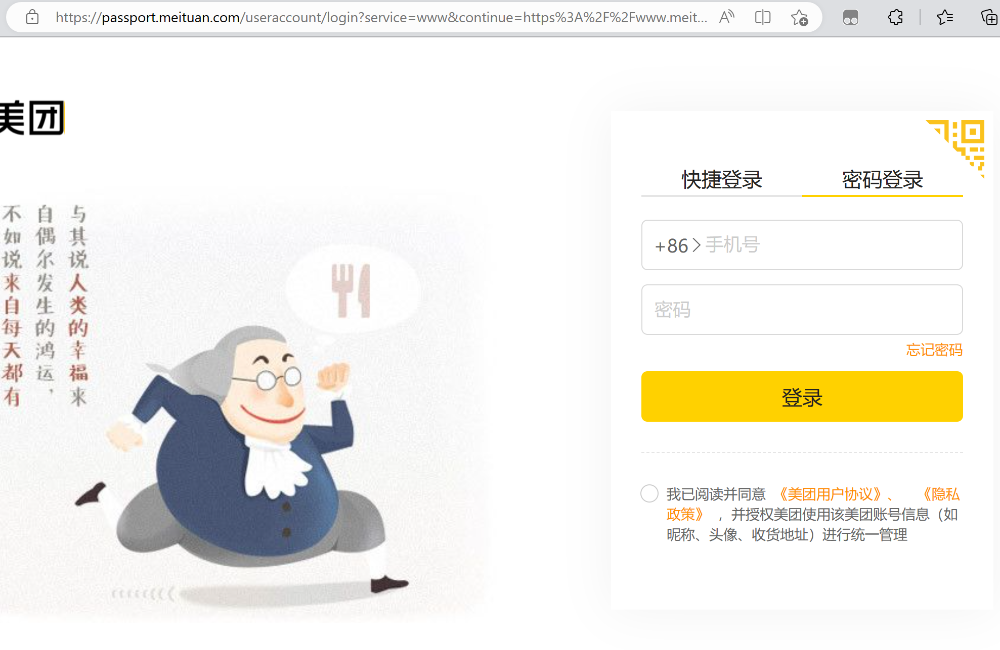 https://passport.meituan.com/useraccount/login?service=www&continue=https%3A%2F%2Fwww.meit...
美团
与其说人类的幸福来
自偶尔发生的鸿运，
不如说来自每天都有
快捷登录
密码登录
+86
手机号
密码
忘记密码
登录
我已阅读并同意 《美团用户协议》、 《隐私
政策》 ，并授权美团使用该美团账号信息（如
昵称、头像、收货地址）进行统一管理